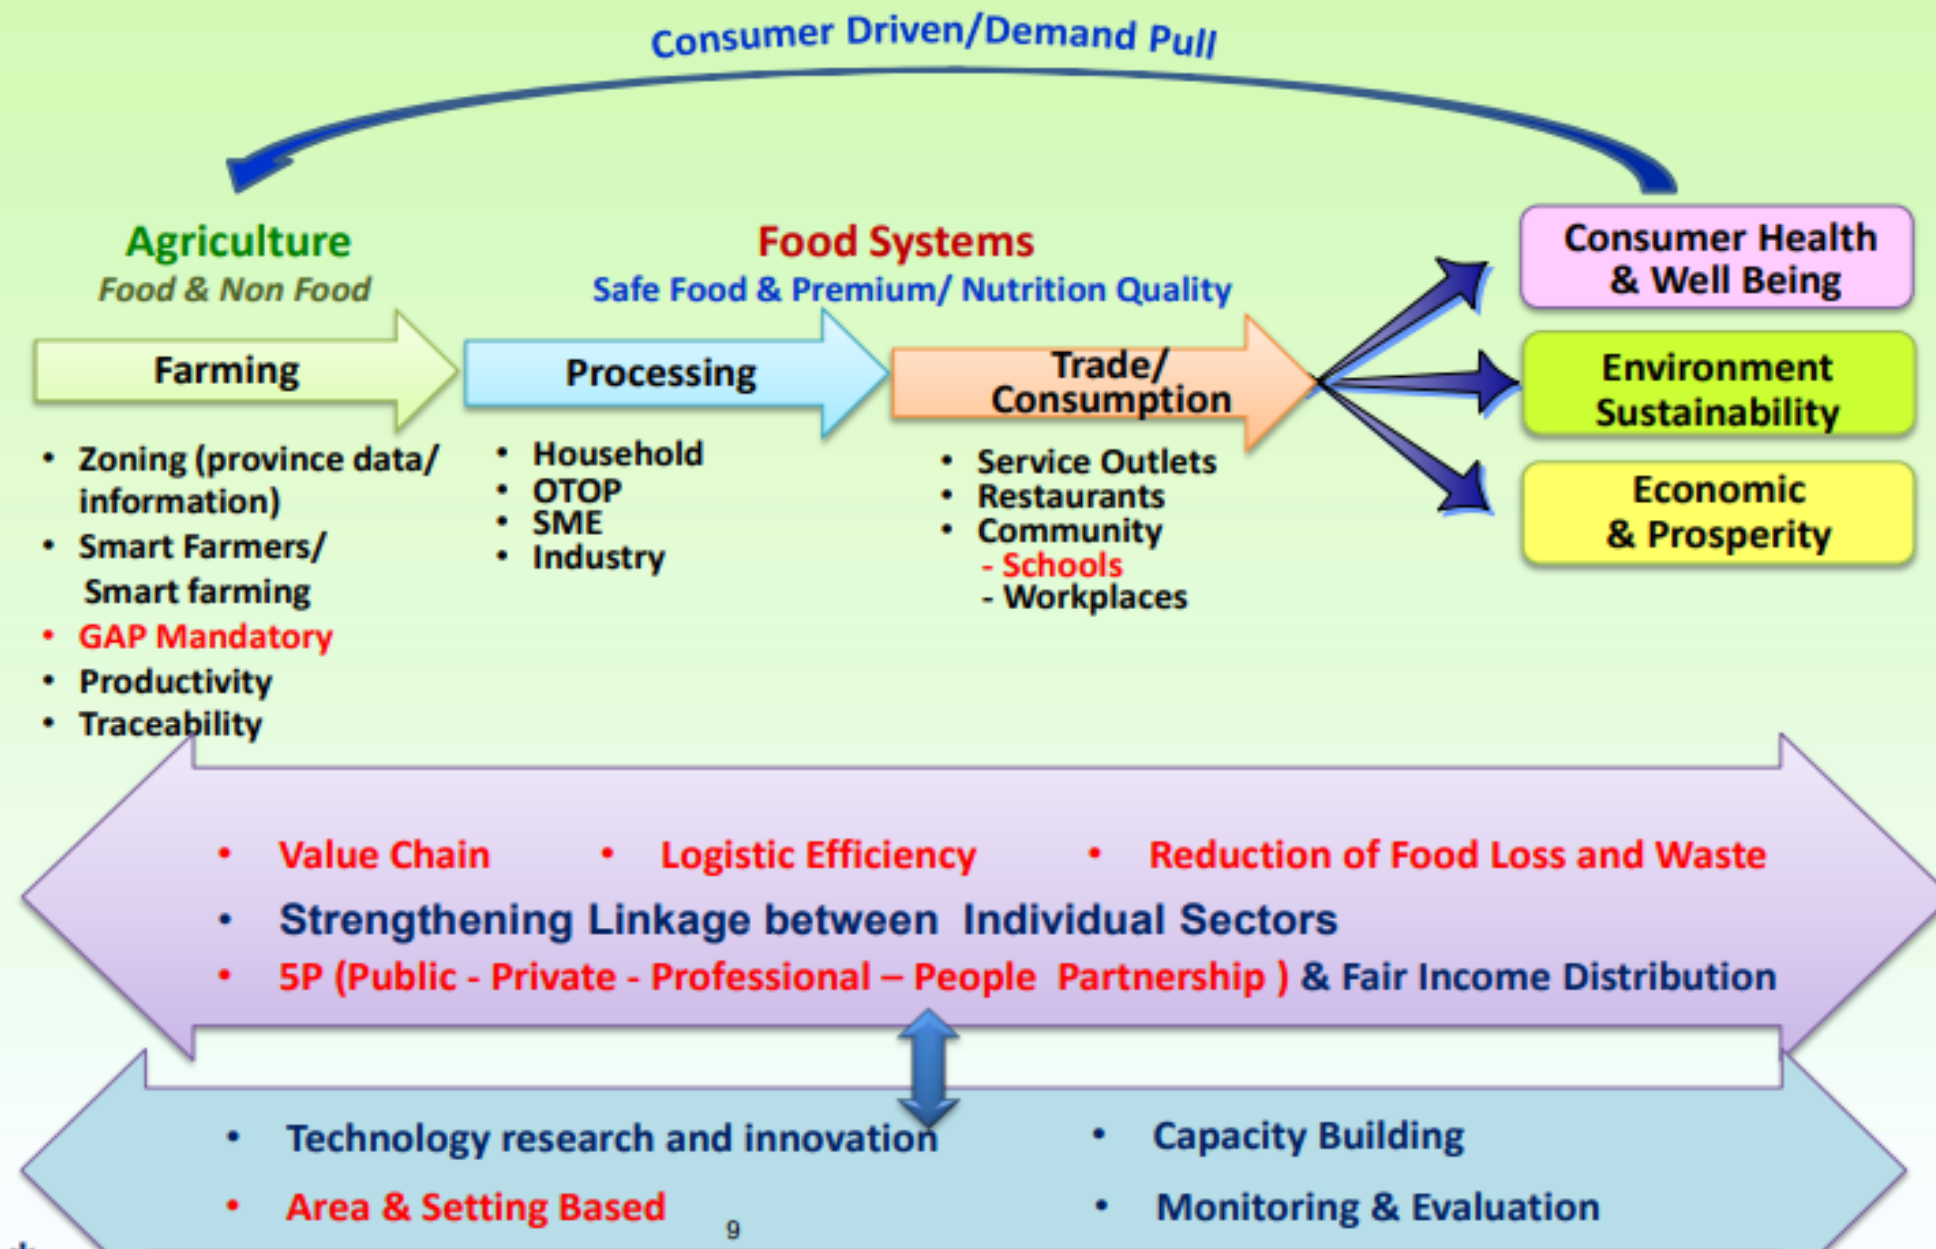 Consumer Driven/Demand Pull
Agriculture
Food & Non Food
Food Systems
Safe Food & Premium/ Nutrition Quality
Farming
Processing
Trade/
Consumption
Consumer Health
& Well Being
Environment
Sustainability
Economic
& Prosperity
• Zoning (province data/
information)
• Smart Farmers/
Smart farming
• GAP Mandatory
• Productivity
• Traceability
• Household
• OTOP
• SME
• Industry
• Service Outlets
• Restaurants
• Community
- Schools
- Workplaces
• Value Chain • Logistic Efficiency • Reduction of Food Loss and Waste
• Strengthening Linkage between Individual Sectors
• 5P (Public - Private - Professional – People Partnership ) & Fair Income Distribution
• Technology research and innovation • Capacity Building
• Area & Setting Based • Monitoring & Evaluation
9